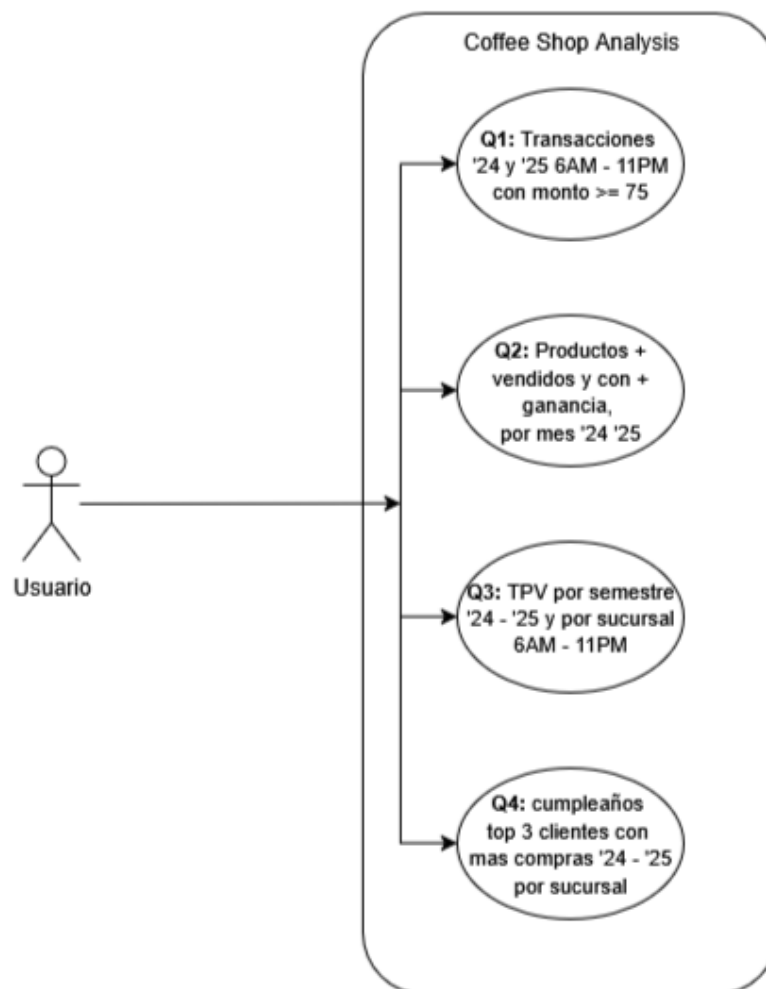 Coffee Shop Analysis
Q1: Transacciones
'24 y '25 6AM - 11PM
con monto >= 75
Q2: Productos +
vendidos y con +
ganancia,
por mes '24 '25
Usuario
Q3: TPV por semestre
'24 - '25 y por sucursal
6AM - 11PM
Q4: cumpleaños
top 3 clientes con
mas compras '24 - '25
por sucursal